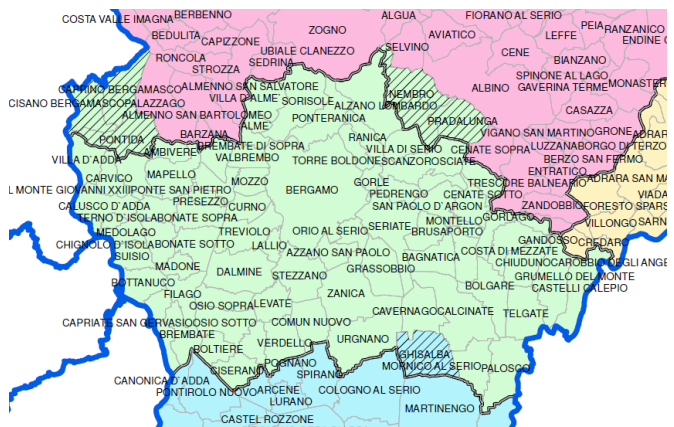 BERBENNO
ALGUA
FIORANO AL SERIO
COSTA VALLE IMAGNA
PEIA
RANZANICO
ZOGNO
BEDULITA
AVIATICO
LEFFE
ENDINE
CAPIZZONE
SELVINO
UBIALE CLANEZZO
CENE
RONCOLA
SEDRINA
BIANZANO
STROZZA
SPINONE AL LAGO
CAPRINO BERGAMASCO
ALMENNO SAN SALVATORE
ALBINO
GAVERINA TERME
MONASTER
NEMBRO
CISANO BERGAMASCO
PALAZZAGO
VILLA D'ALME'
SORISOLE
ALZANO LOMBARDO
CASAZZA
ALMENNO SAN BARTOLOMEO
PONTERANICA
PRADALUNGA
ALME'
VIGANO SAN MARTINO
GRONE
ADRAR
PONTIDA
BARZANA
RANICA
BREMBATE DI SOPRA
VILLA DI SERIO
CENATE SOPRA
LUZZANA
BORGO DI TERZO
AMBIVERE
VALBREMBO
TORRE BOLDONE
SCANZOROSCIATE
BERZO SAN FERMO
VILLA D'ADDA
ENTRATICO
CARVICO
MAPELLO
MOZZO
GORLE
TRESCORE BALNEARIO
ADRARA SAN MA
L MONTE GIOVANNI XXIII
PONTE SAN PIETRO
BERGAMO
PEDRENGO
CENATE SOTTO
VIADA
CALUSCO D'ADDA
PRESEZZO
CURNO
SAN PAOLO D'ARGON
ZANDOBBIO
FORESTO SPARS
TERNO D'ISOLA
BONATE SOPRA
MONTELLO
GORLAGO
VILLONGO
SARN
MEDOLAGO
TREVIOLO
ORIO AL SERIO
SERIATE
BRUSAPORTO
CHIGNOLO D'ISOLA
BONATE SOTTO
LALLIO
GANDOSSO
CREDARO
SUISIO
AZZANO SAN PAOLO
BAGNATICA
COSTA DI MEZZATE
MADONE
DALMINE
STEZZANO
GRASSOBBIO
CHIUDUNO
CAROBBIO DEGLI ANGE
BOTTANUCO
GRUMELLO DEL MONTE
FILAGO
ZANICA
BOLGARE
CASTELLI CALEPIO
OSIO SOPRA
LEVATE
CAVERNAGO
CALCINATE
TELGATE
CAPRIATE SAN GERVASIO
OSIO SOTTO
COMUN NUOVO
BREMBATE
URGNANO
BOLTIERE
VERDELLO
GHISALBA
CISERANO
POGNANO
MORNICO AL SERIO
PALOSCO
CANONICA D'ADDA
SPIRANO
PONTIROLO NUOVO
ARCENE
COLOGNO AL SERIO
LURANO
MARTINENGO
CASTEL ROZZONE